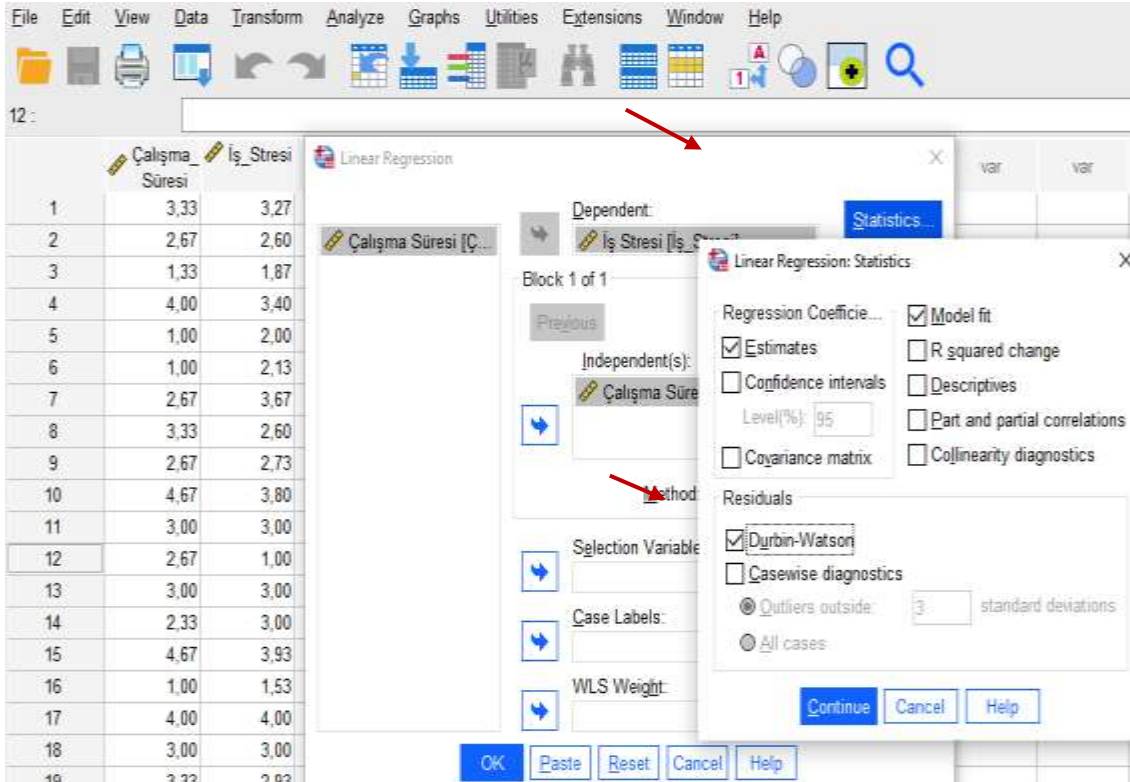 File Edit View Data Transform Analyze Graphs Utilities Extensions Window Help
12 :
Çalışma_Süresi İş_Stresi var var
1 3,33 3,27
2 2,67 2,60
3 1,33 1,87
4 4,00 3,40
5 1,00 2,00
6 1,00 2,13
7 2,67 3,67
8 3,33 2,60
9 2,67 2,73
10 4,67 3,80
11 3,00 3,00
12 2,67 1,00
13 3,00 3,00
14 2,33 3,00
15 4,67 3,93
16 1,00 1,53
17 4,00 4,00
18 3,00 3,00
19 3,33 2,93
Linear Regression
Çalışma Süresi [Ç...
Dependent:
İş Stresi [İş_Stresi]
Statistics...
Block 1 of 1
Previous
Independent(s):
Çalışma Süre
Method:
Selection Variable
Case Labels:
WLS Weight:
OK Paste Reset Cancel Help
Linear Regression: Statistics
Regression Coefficie...
Estimates
Confidence intervals
Level(%): 95
Covariance matrix
Model fit
R squared change
Descriptives
Part and partial correlations
Collinearity diagnostics
Residuals
Durbin-Watson
Casewise diagnostics
Outliers outside: 3 standard deviations
All cases
Continue Cancel Help